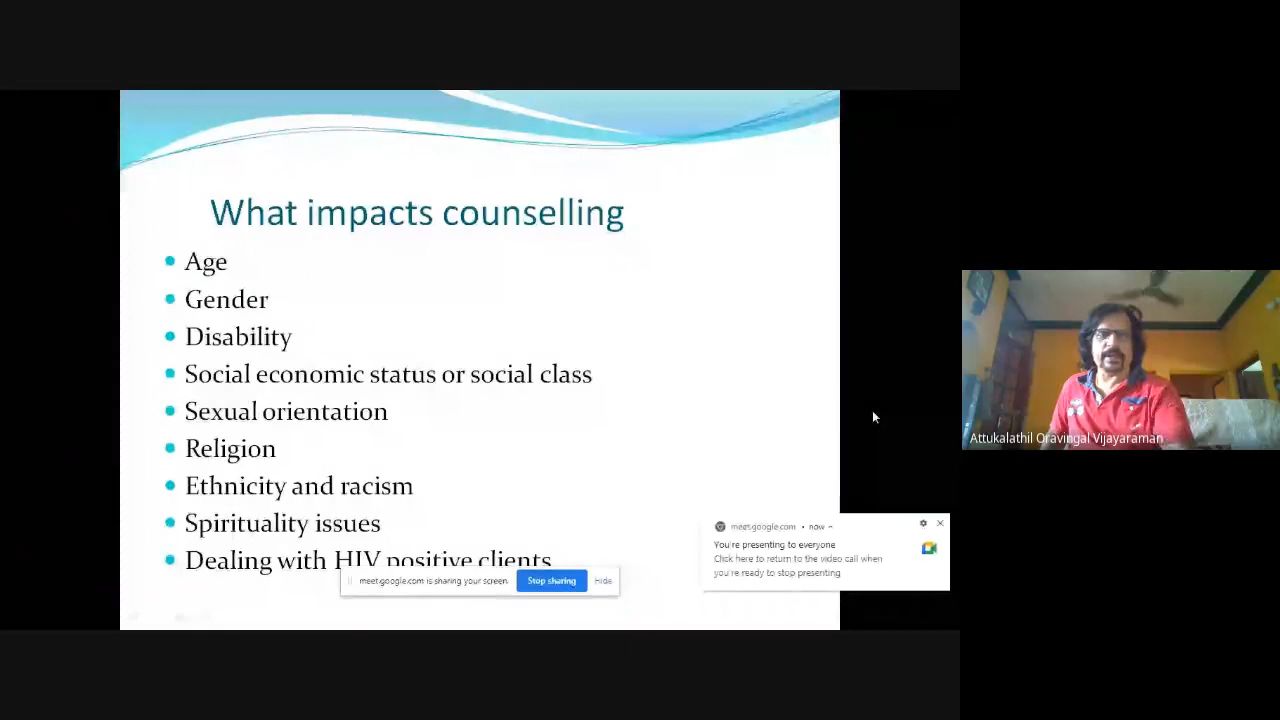 What impacts counselling
Age
Gender
Disability
Social economic status or social class
Sexual orientation
Religion
Ethnicity and racism
Spirituality issues
Dealing with HIV positive clients
meet.google.com is sharing your screen.
Stop sharing
Hide
meet.google.com • now
You're presenting to everyone
Click here to return to the video call when
you're ready to stop presenting
Attukalathil Oravingal Vijayaraman